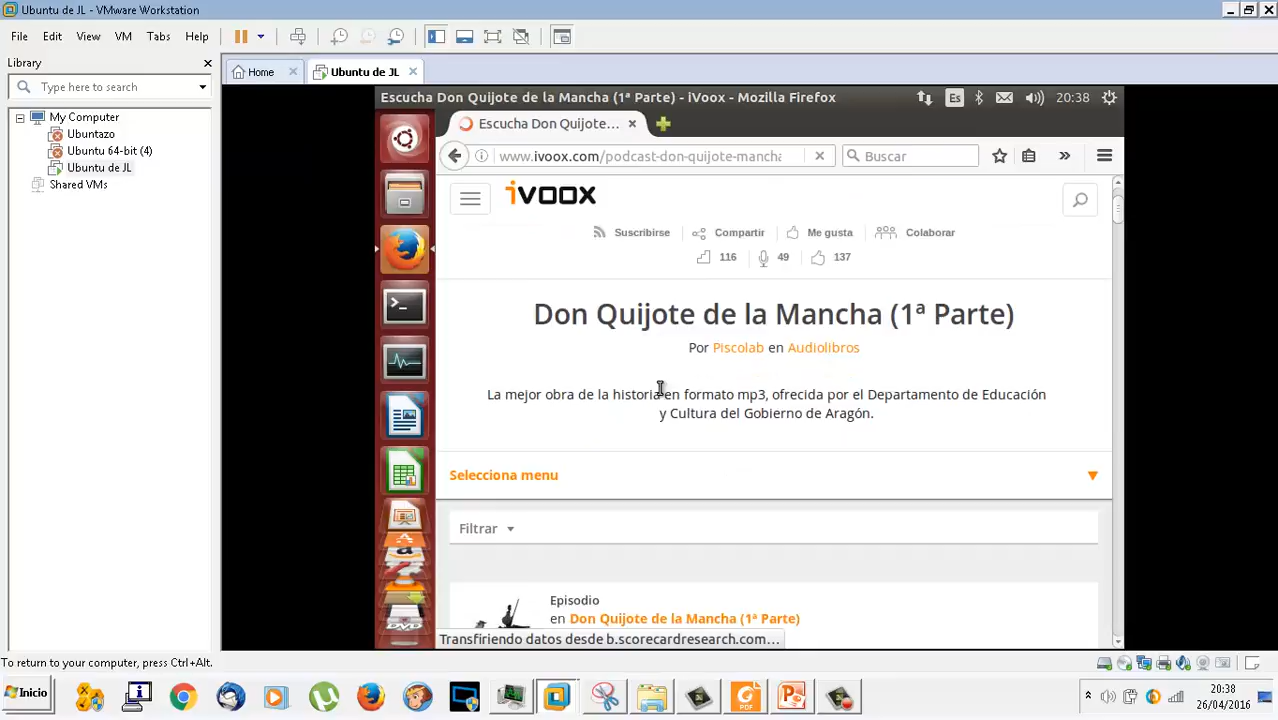 Ubuntu de JL - VMware Workstation
File Edit View VM Tabs Help
Library
Type here to search
My Computer
Ubuntazo
Ubuntu 64-bit (4)
Ubuntu de JL
Shared VMs
Home
Ubuntu de JL
Escucha Don Quijote de la Mancha (1ª Parte) - iVoox - Mozilla Firefox
Es
20:38
Escucha Don Quijote...
www.ivoox.com/podcast-don-quijote-mancha
Buscar
iVOOX
Suscribirse Compartir Me gusta Colaborar
116 49 137
Don Quijote de la Mancha (1ª Parte)
Por Piscolab en Audiolibros
La mejor obra de la historia en formato mp3, ofrecida por el Departamento de Educación
y Cultura del Gobierno de Aragón.
Selecciona menu
Filtrar
Episodio
en Don Quijote de la Mancha (1ª Parte)
Transfiriendo datos desde b.scorecardresearch.com...
To return to your computer, press Ctrl+Alt.
Inicio
PDF
20:38
26/04/2016